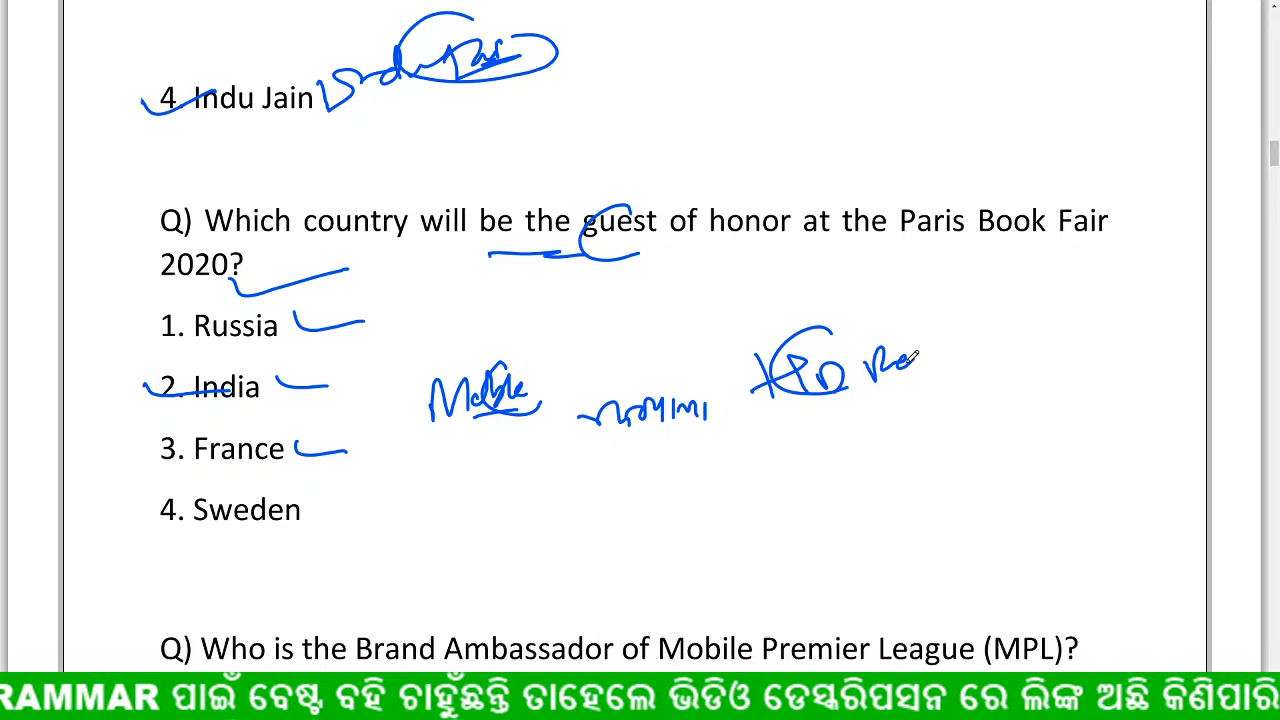 4. Indu Jain
Q) Which country will be the guest of honor at the Paris Book Fair
2020?
1. Russia
2. India
Mobile
3. France
4. Sweden
Q) Who is the Brand Ambassador of Mobile Premier League (MPL)?
RAMMAR ପାଇଁ ବେଷ୍ଟ ବହି ଚାହୁଁଛନ୍ତି ତାହେଲେ ଭିଡିଓ ଡେସ୍କରିପସନ ରେ ଲିଙ୍କ ଅଛି କିଣିପାରି